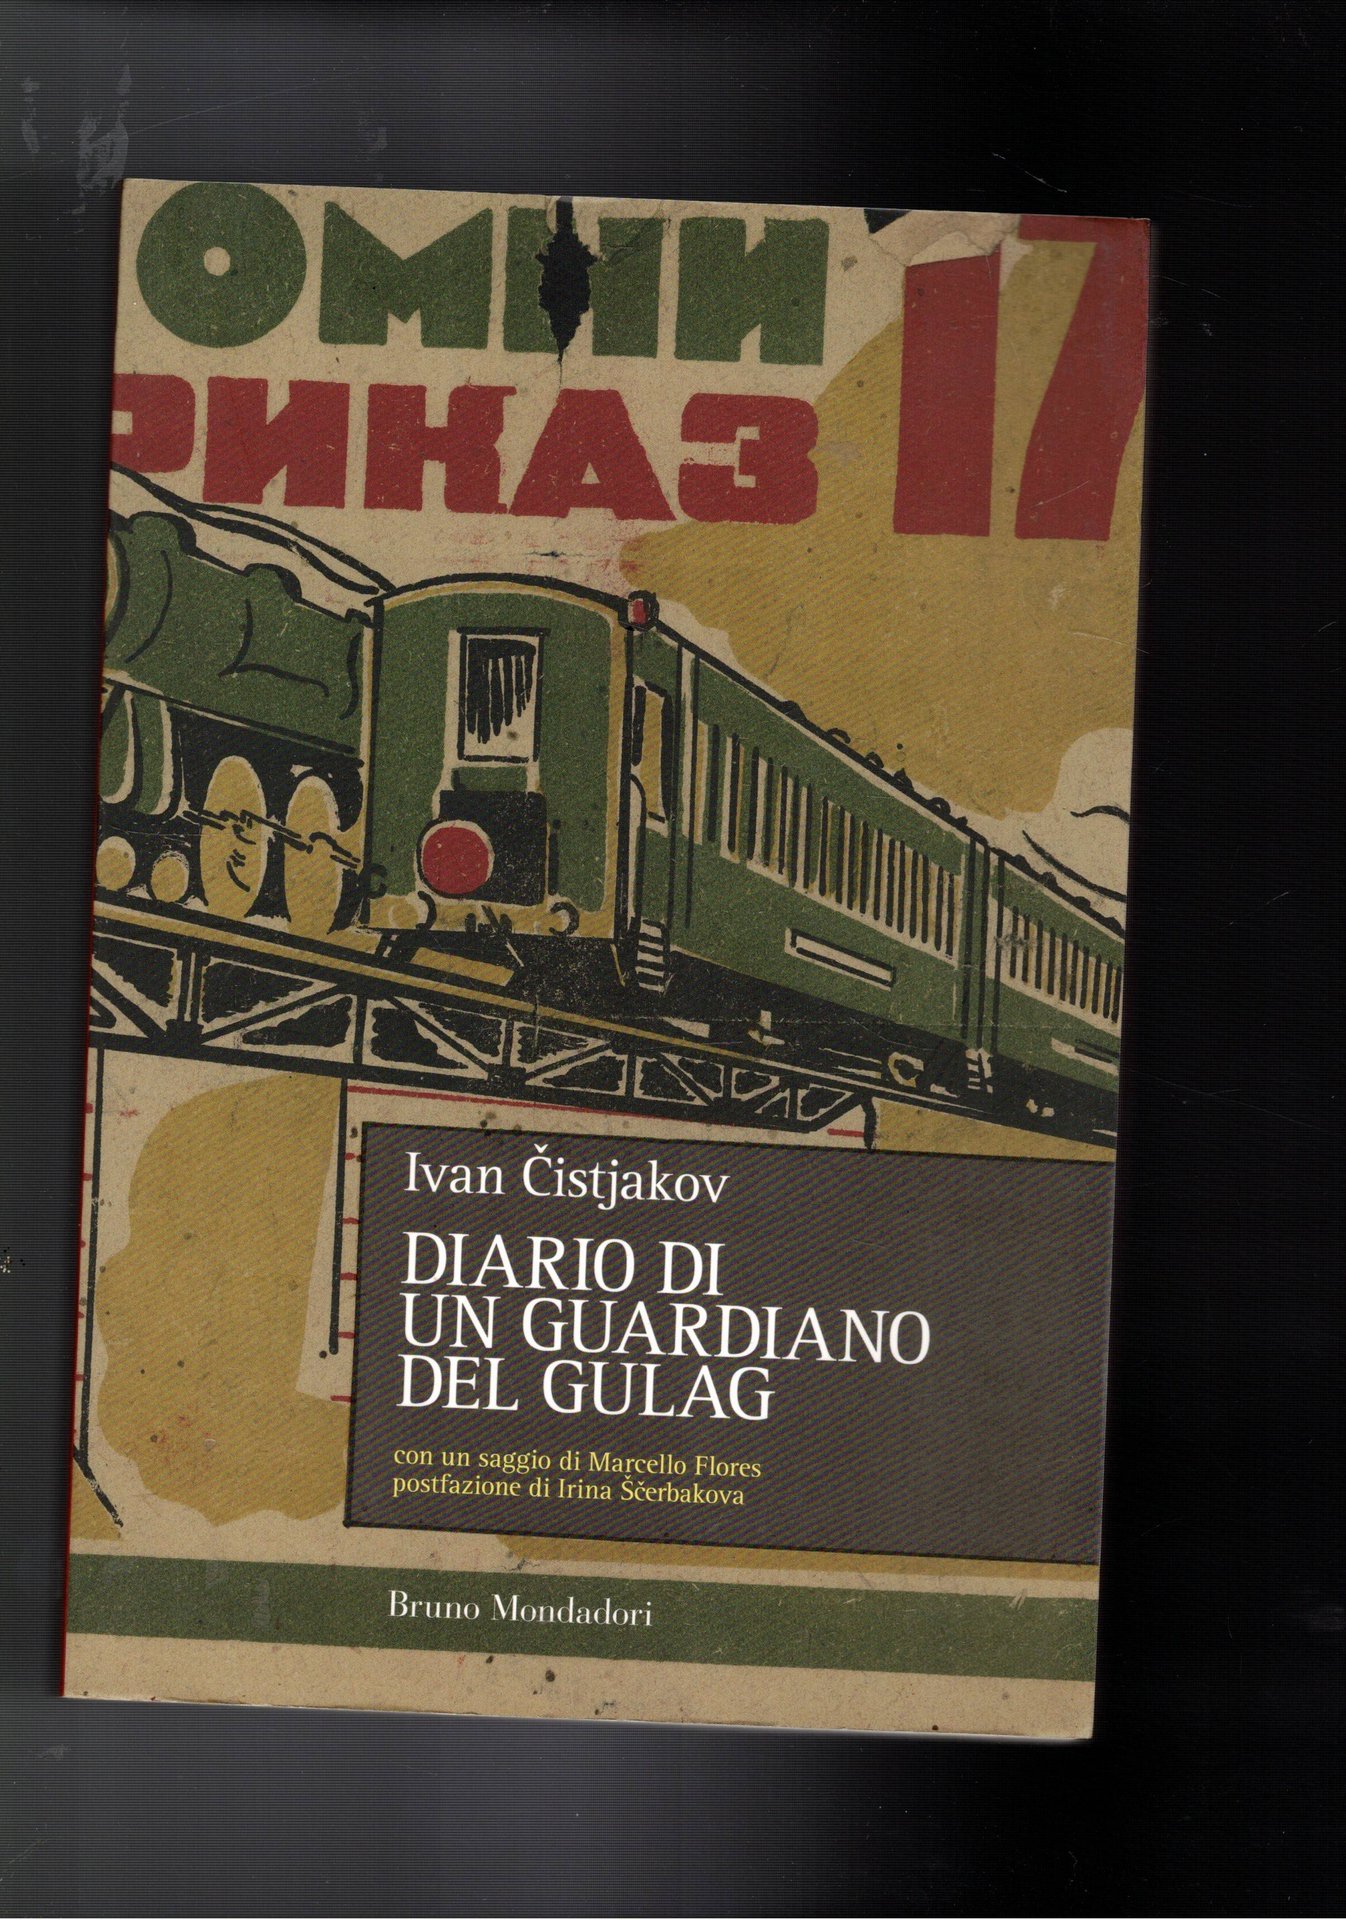 ОМНИ
РИКАЗ 17
Ivan Čistjakov
DIARIO DI
UN GUARDIANO
DEL GULAG
con un saggio di Marcello Flores
postfazione di Irina Ščerbakova
Bruno Mondadori